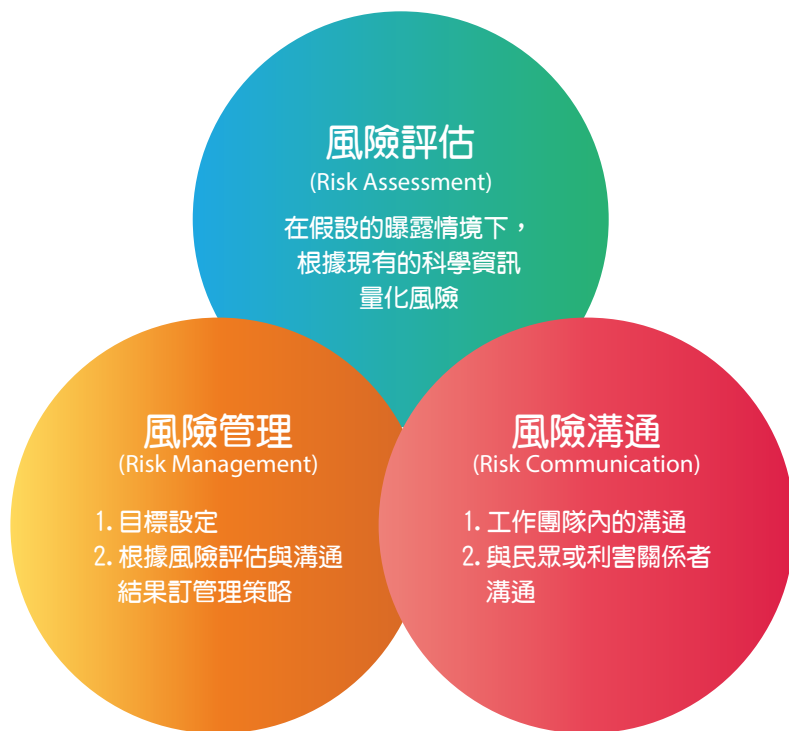 風險評估
(Risk Assessment)
在假設的曝露情境下，
根據現有的科學資訊
量化風險
風險管理
(Risk Management)
1. 目標設定
2. 根據風險評估與溝通
結果訂管理策略
風險溝通
(Risk Communication)
1. 工作團隊內的溝通
2. 與民眾或利害關係者
溝通